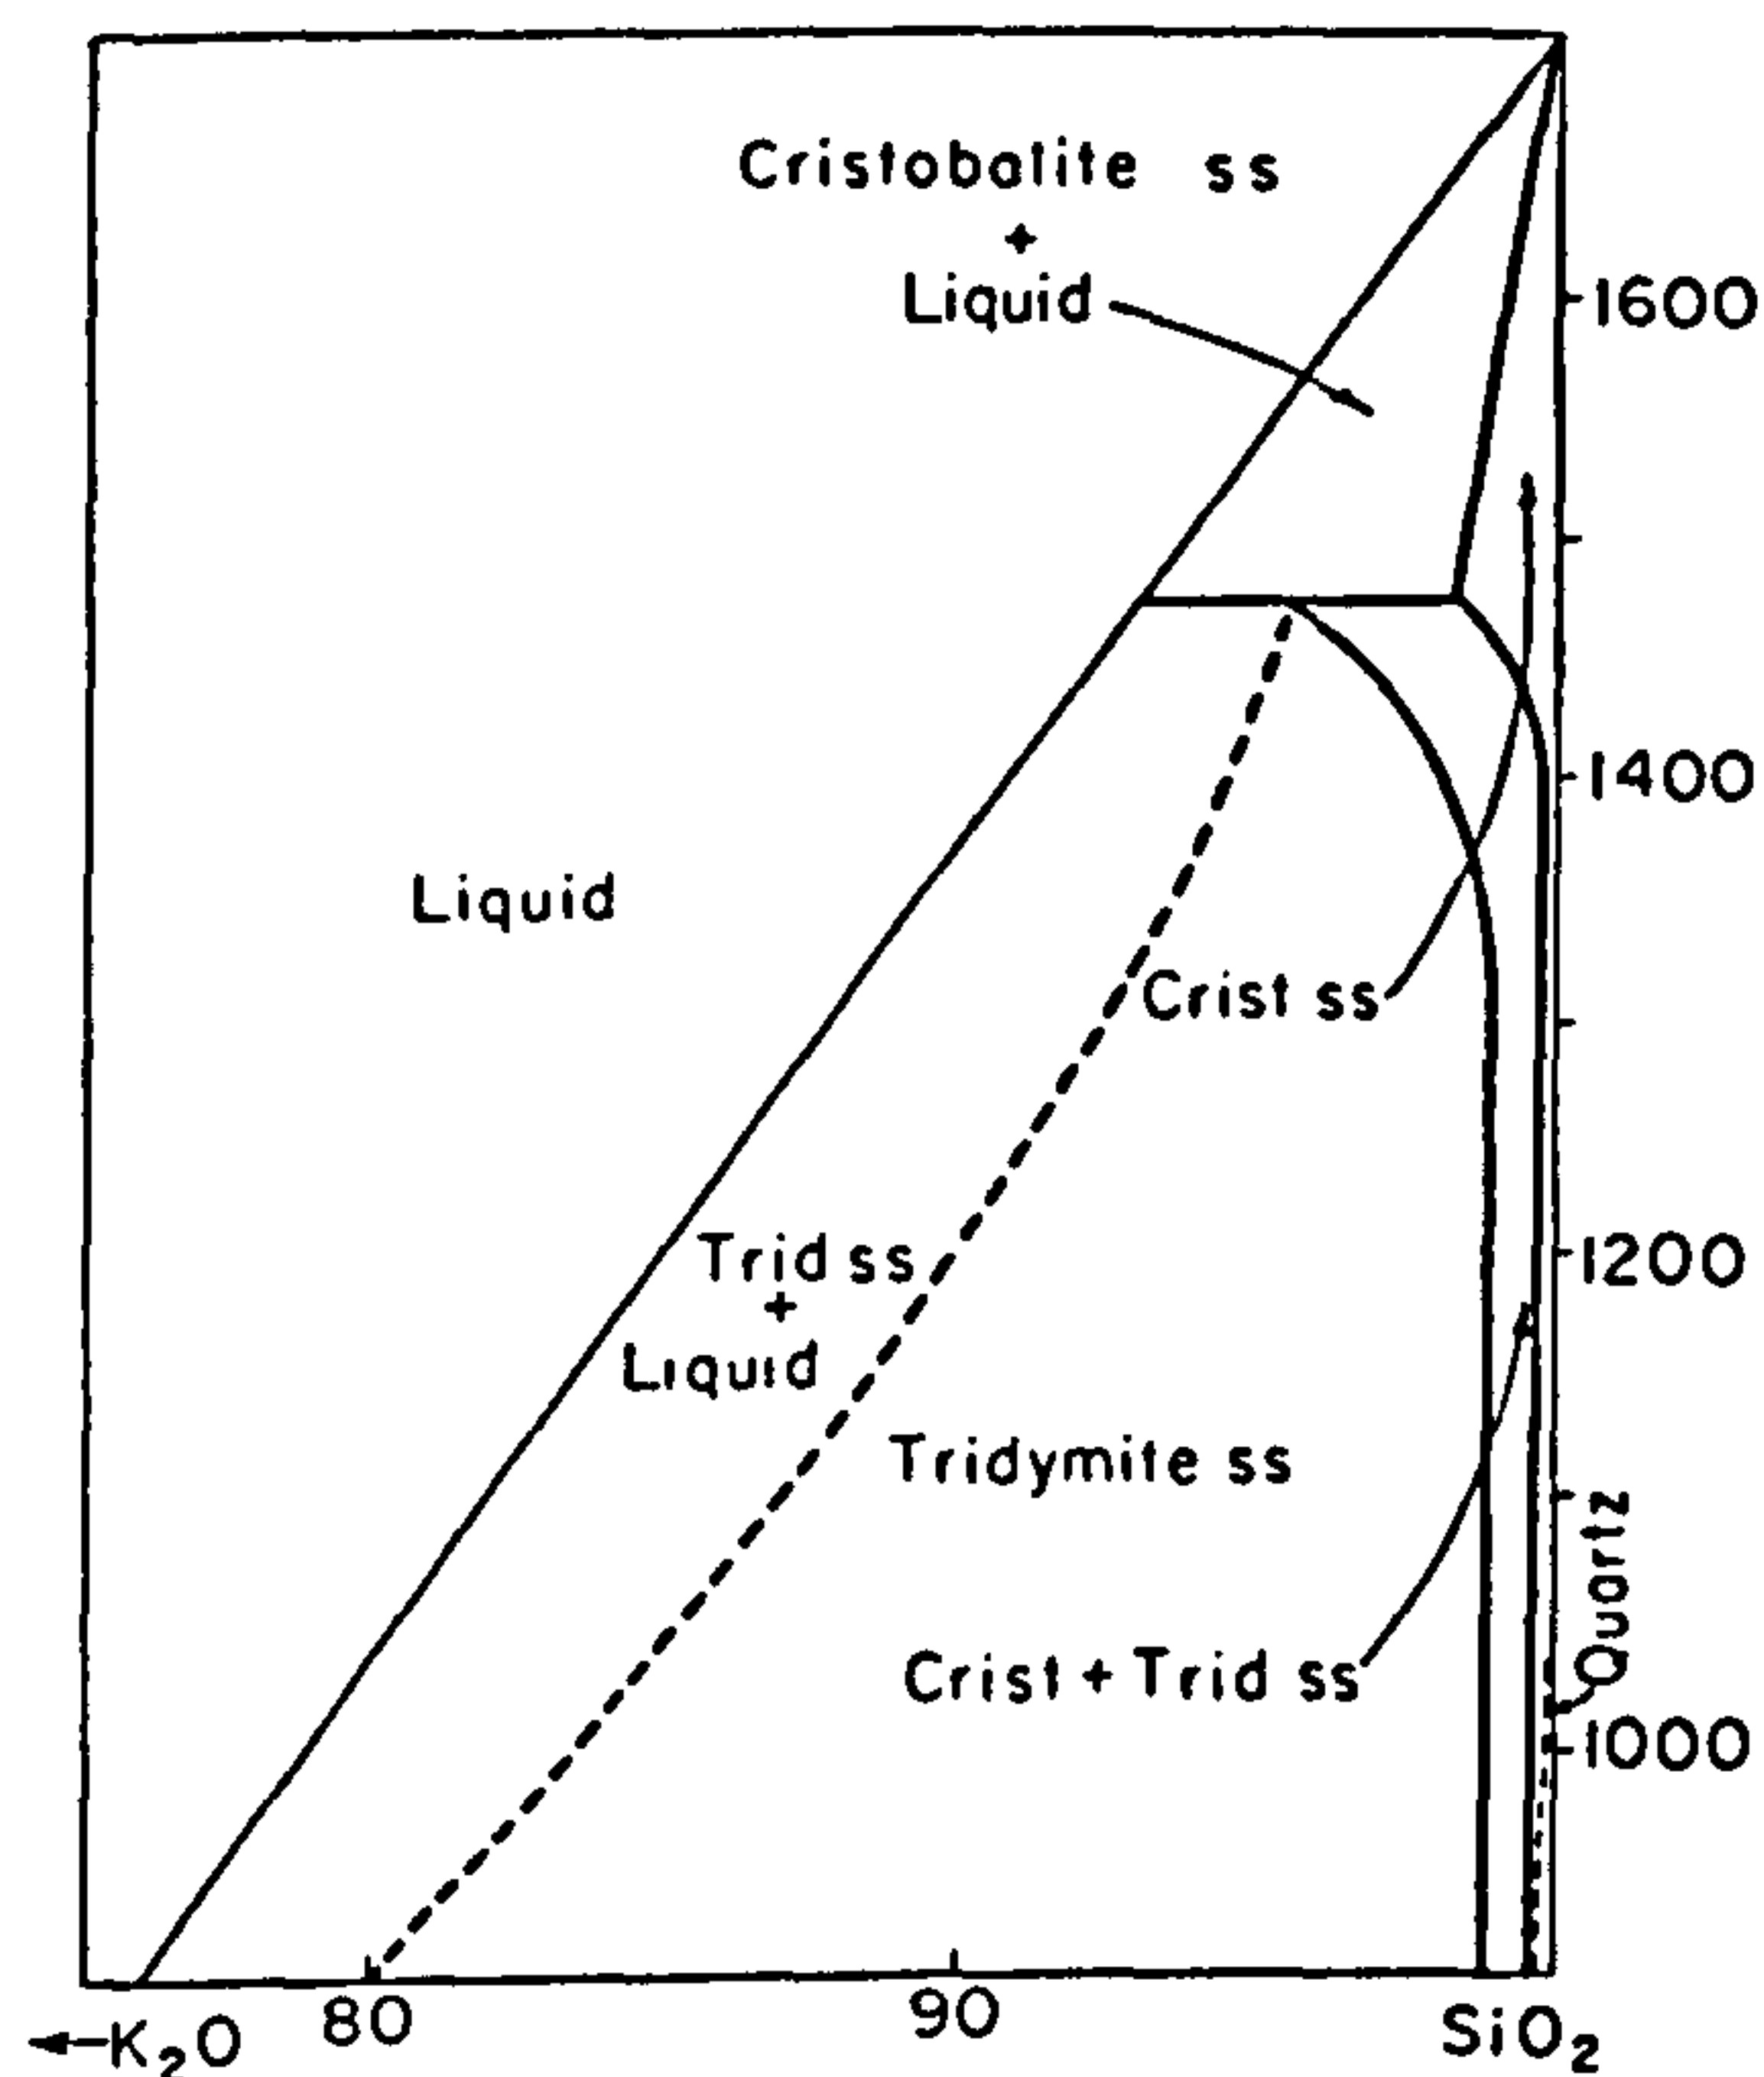 Cristobalite ss
+
Liquid
1600
1400
Liquid
Crist ss
1200
Trid ss
+
Liquid
Tridymite ss
Quartz
Crist + Trid ss
1000
80
90
K₂O
SiO₂